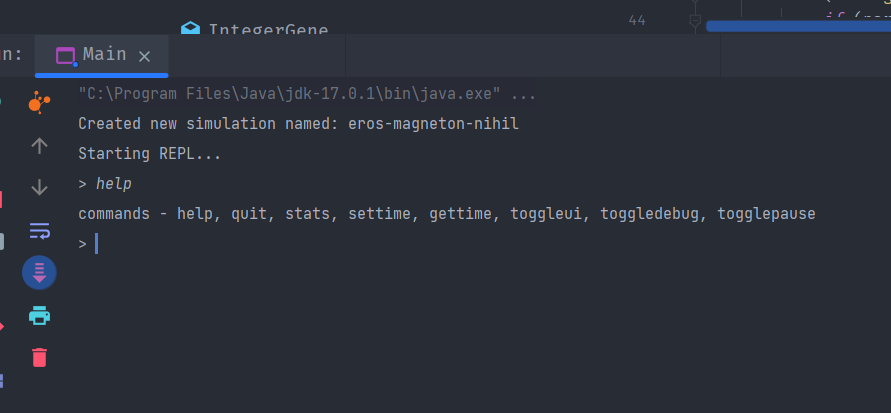 IntegerGene
44
n:
Main
"C:\Program Files\Java\jdk-17.0.1\bin\java.exe" ...
Created new simulation named: eros-magneton-nihil
Starting REPL...
> help
commands - help, quit, stats, settime, gettime, toggleui, toggledebug, togglepause
>